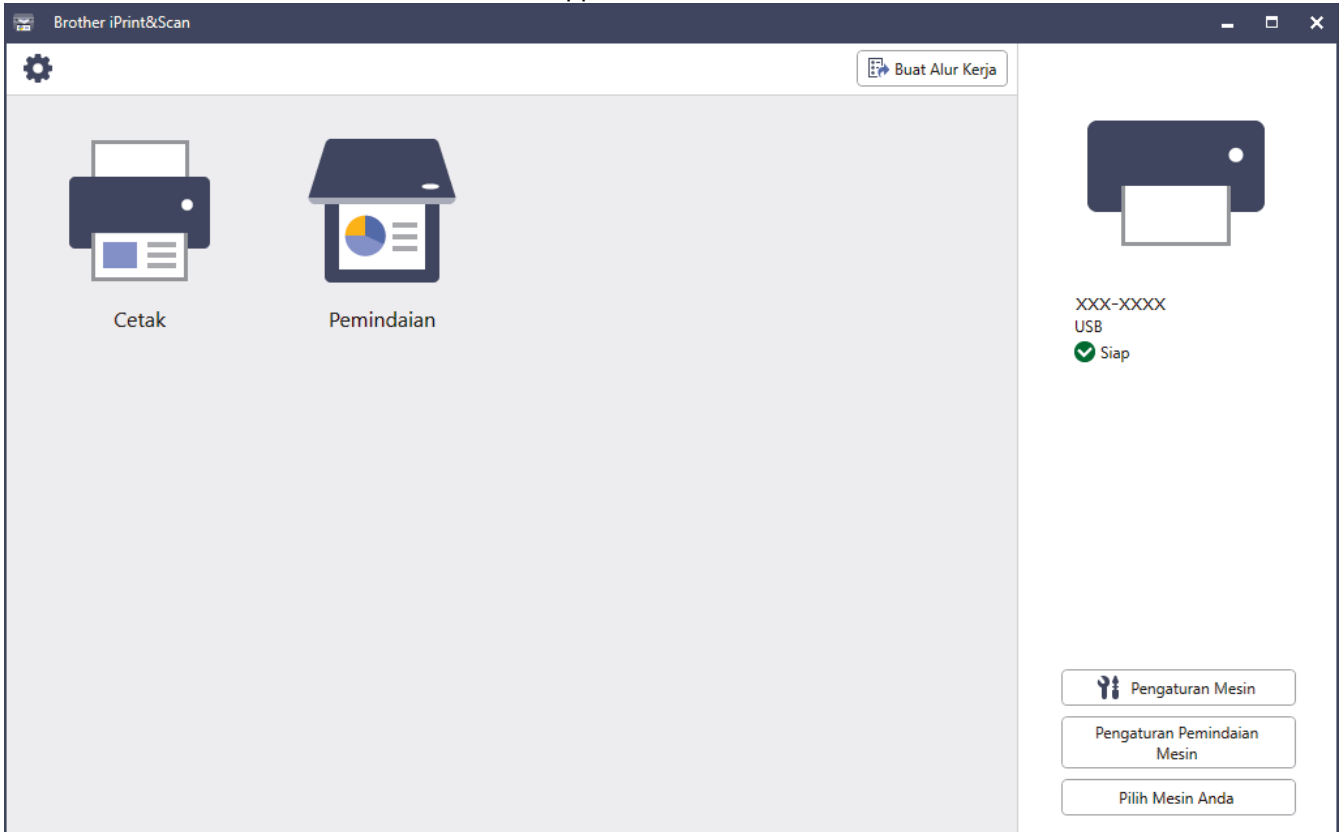 Brother iPrint&Scan
Buat Alur Kerja
Cetak
Pemindaian
XXX-XXXX
USB
Siap
Pengaturan Mesin
Pengaturan Pemindaian
Mesin
Pilih Mesin Anda